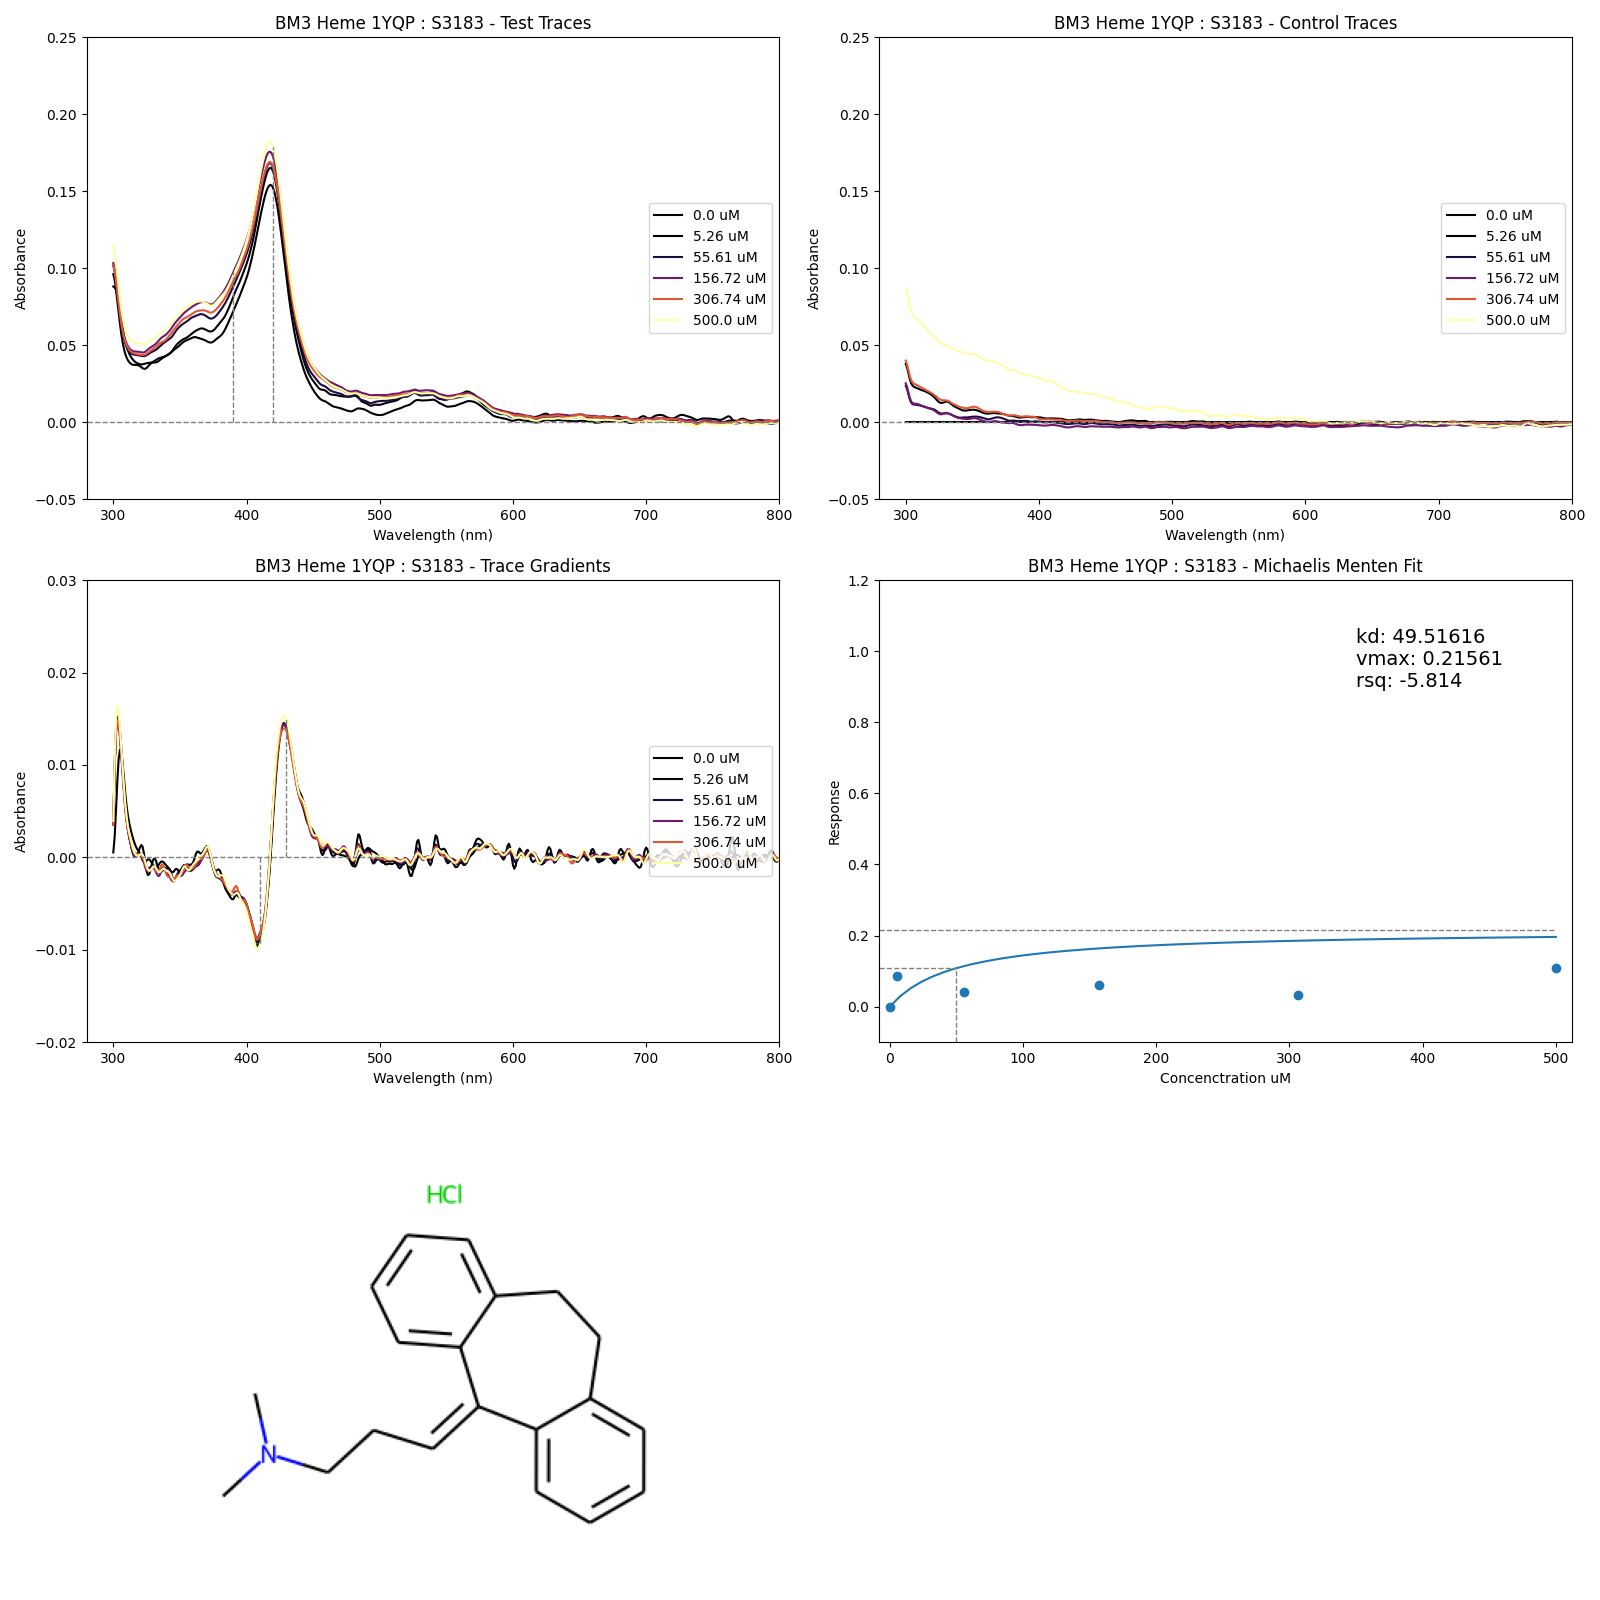 BM3 Heme 1YQP : S3183 - Test Traces
0.25
0.20
0.15
0.10
0.05
0.00
−0.05
Absorbance
300 400 500 600 700 800
Wavelength (nm)
0.0 uM
5.26 uM
55.61 uM
156.72 uM
306.74 uM
500.0 uM
BM3 Heme 1YQP : S3183 - Control Traces
0.25
0.20
0.15
0.10
0.05
0.00
−0.05
Absorbance
300 400 500 600 700 800
Wavelength (nm)
0.0 uM
5.26 uM
55.61 uM
156.72 uM
306.74 uM
500.0 uM
BM3 Heme 1YQP : S3183 - Trace Gradients
0.03
0.02
0.01
0.00
−0.01
−0.02
Absorbance
300 400 500 600 700 800
Wavelength (nm)
0.0 uM
5.26 uM
55.61 uM
156.72 uM
306.74 uM
500.0 uM
BM3 Heme 1YQP : S3183 - Michaelis Menten Fit
1.2
1.0
0.8
0.6
0.4
0.2
0.0
Response
0 100 200 300 400 500
Concenctration uM
kd: 49.51616
vmax: 0.21561
rsq: -5.814
HCl
N